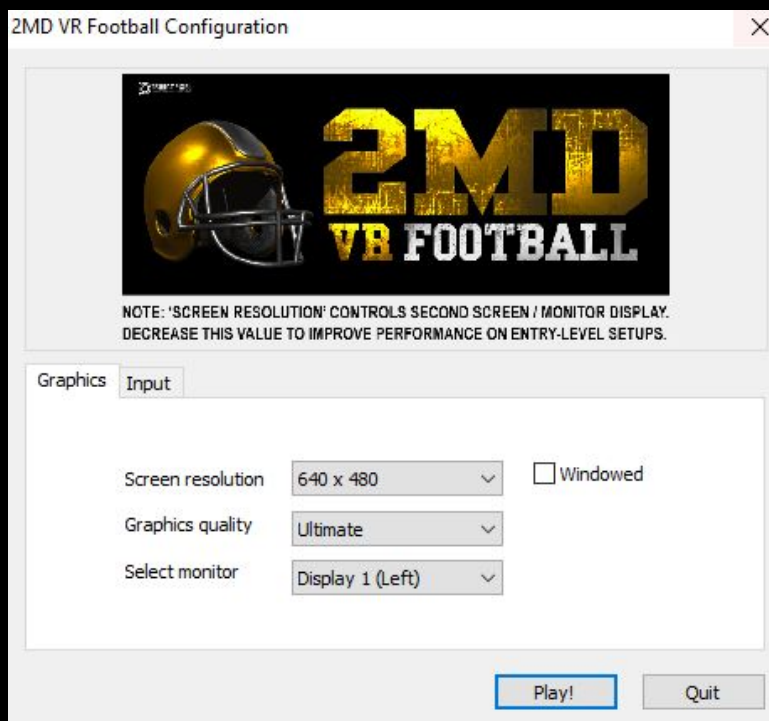 2MD VR Football Configuration
2MD
VR FOOTBALL
NOTE: 'SCREEN RESOLUTION' CONTROLS SECOND SCREEN / MONITOR DISPLAY.
DECREASE THIS VALUE TO IMPROVE PERFORMANCE ON ENTRY-LEVEL SETUPS.
Graphics Input
Screen resolution 640 x 480 Windowed
Graphics quality Ultimate
Select monitor Display 1 (Left)
Play! Quit